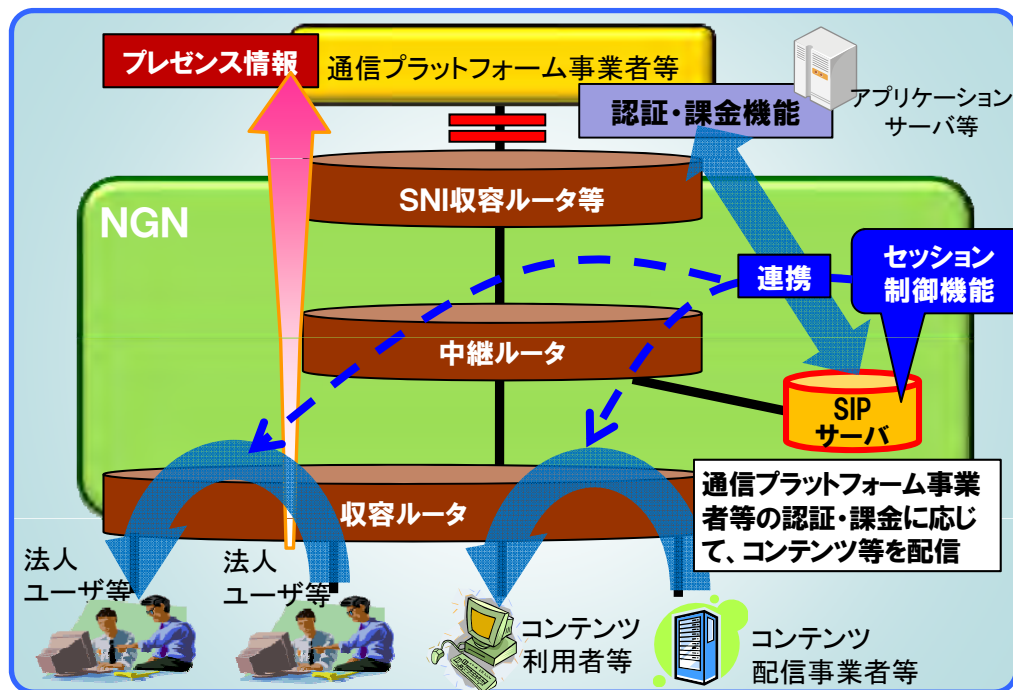 プレゼンス情報
通信プラットフォーム事業者等
認証・課金機能
アプリケーション
サーバ等
SNI収容ルータ等
NGN
セッション
制御機能
連携
中継ルータ
SIP
サーバ
収容ルータ
通信プラットフォーム事業
者等の認証・課金に応じ
て、コンテンツ等を配信
法人
ユーザ等
法人
ユーザ等
コンテンツ
利用者等
コンテンツ
配信事業者等